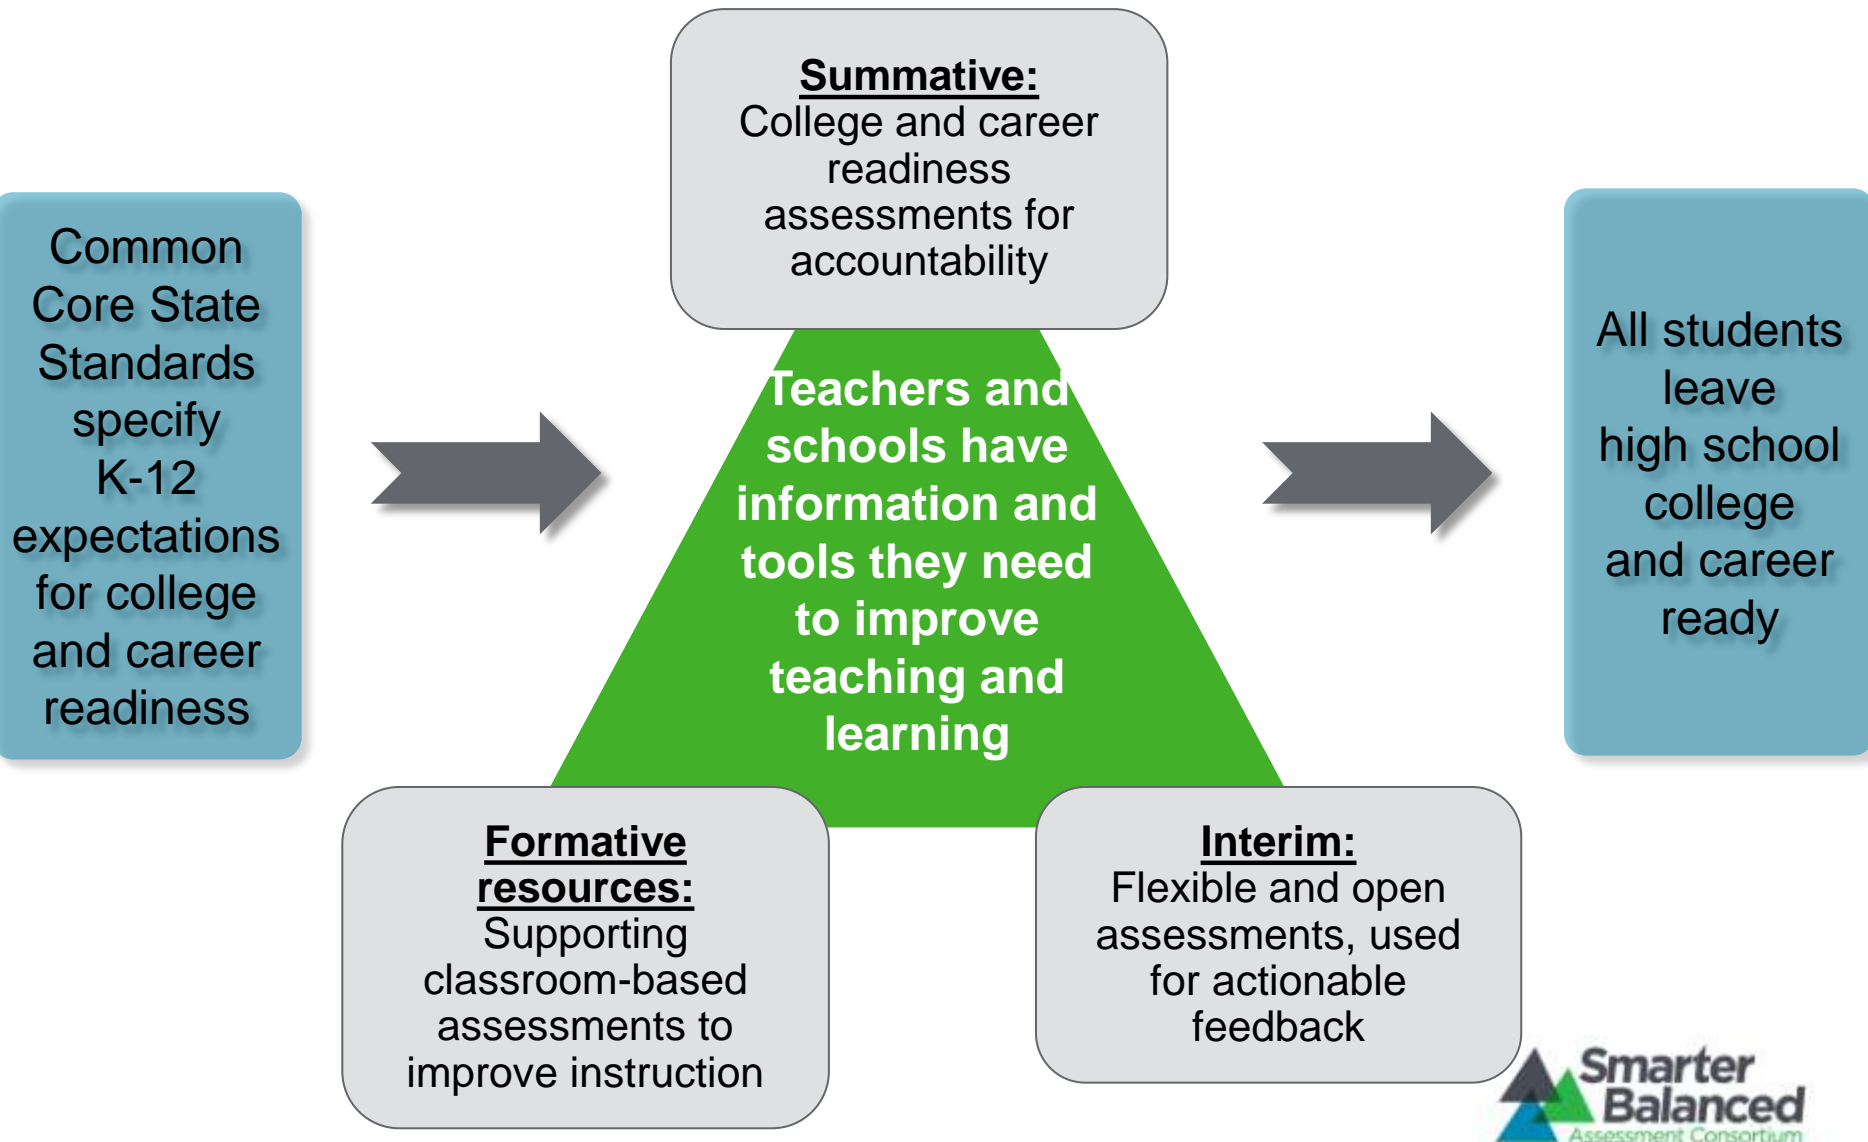 Summative:
College and career
readiness
assessments for
accountability
Common
Core State
Standards
specify
K-12
expectations
for college
and career
readiness
Teachers and
schools have
information and
tools they need
to improve
teaching and
learning
All students
leave
high school
college
and career
ready
Formative
resources:
Supporting
classroom-based
assessments to
improve instruction
Interim:
Flexible and open
assessments, used
for actionable
feedback
Smarter
Balanced
Assessment Consortium